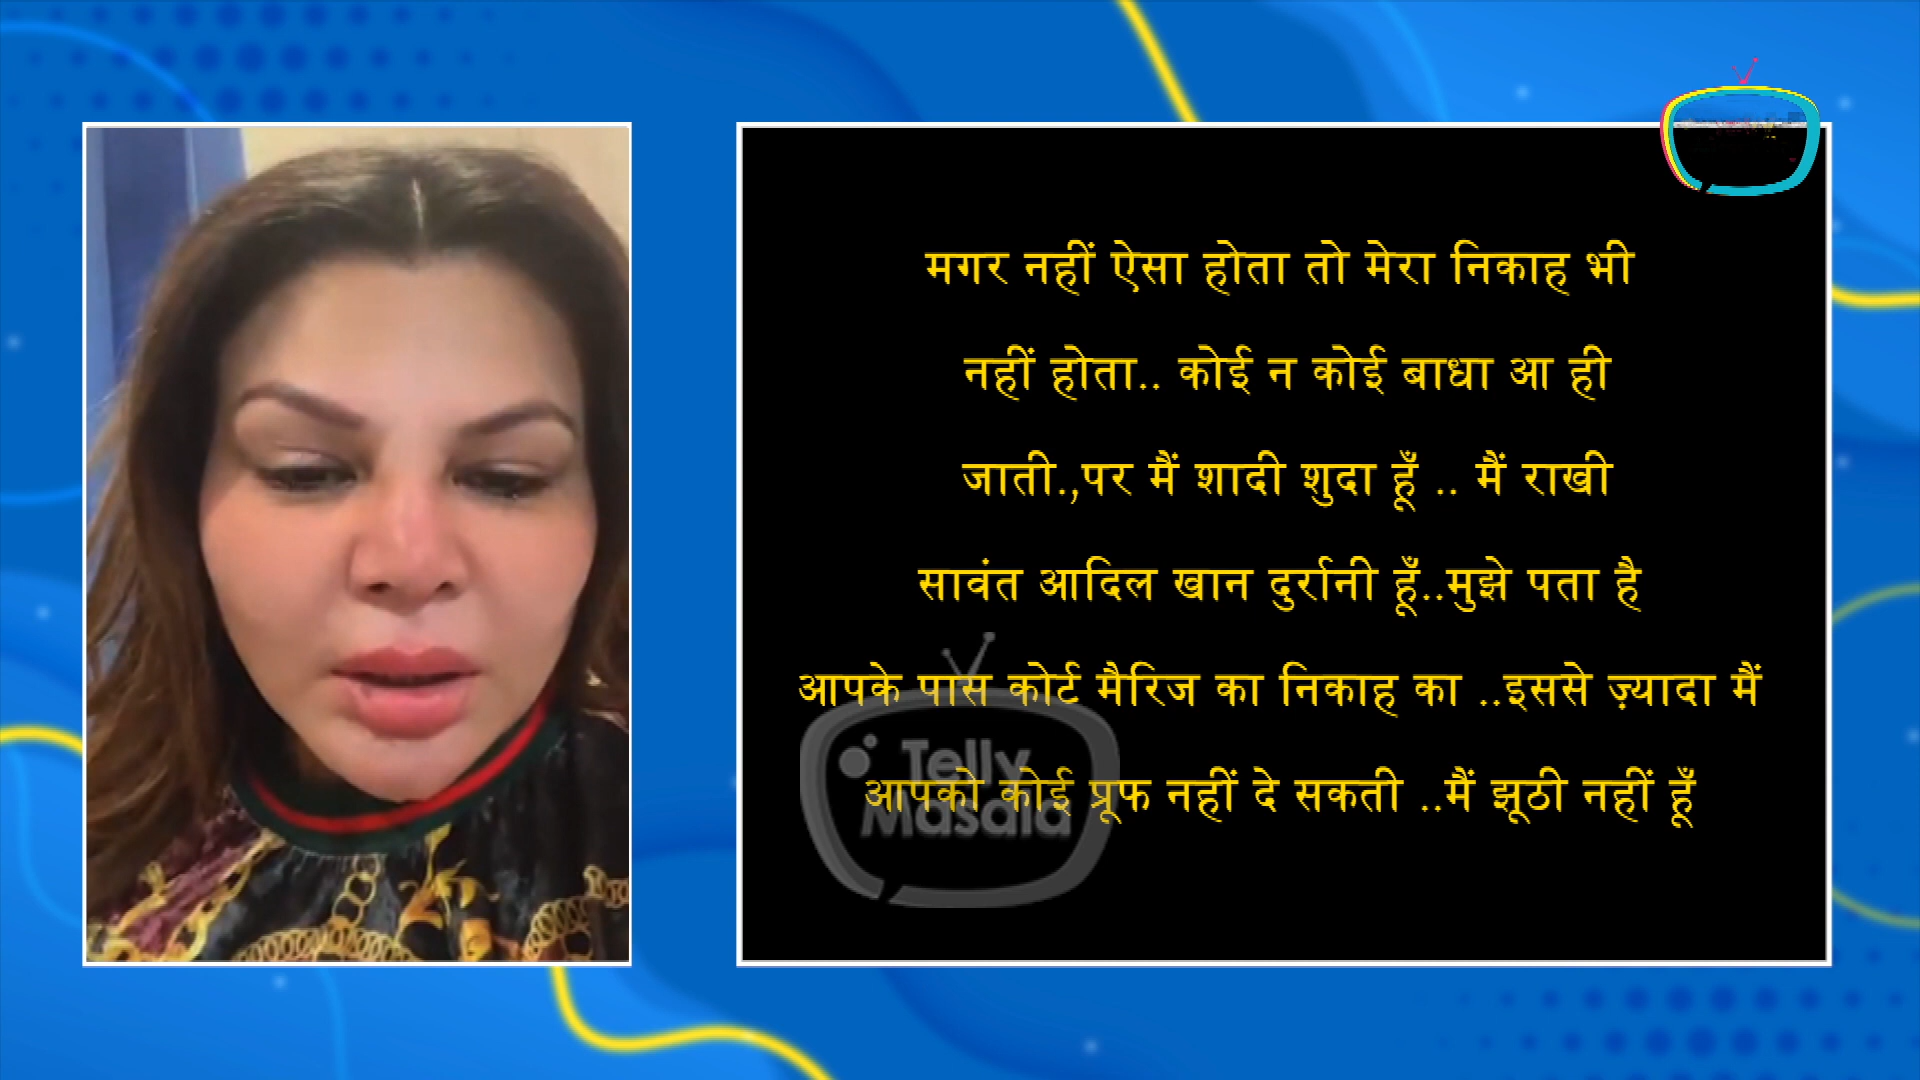 मगर नहीं ऐसा होता तो मेरा निकाह भी
नहीं होता.. कोई न कोई बाधा आ ही
जाती.,पर मैं शादी शुदा हूँ .. मैं राखी
सावंत आदिल खान दुर्रानी हूँ..मुझे पता है
आपके पास कोर्ट मैरिज का निकाह का ..इससे ज़्यादा मैं
आपको कोई प्रूफ नहीं दे सकती ..मैं झूठी नहीं हूँ
Telly
Masala